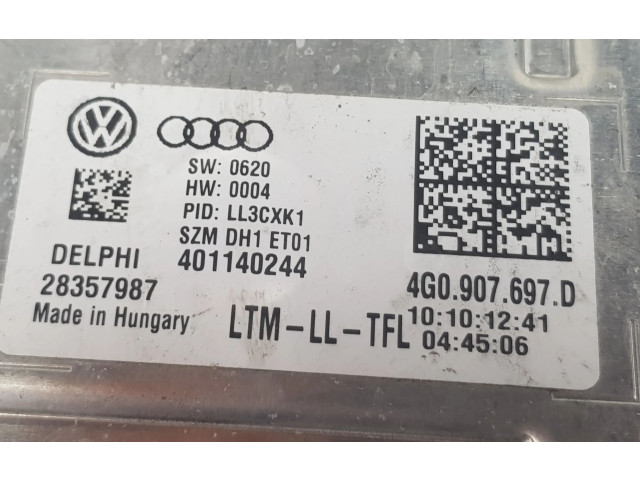 SW: 0620
HW: 0004
PID: LL3CXK1
SZM DH1 ET01
401140244
DELPHI
28357987
Made in Hungary
LTM-LL-TFL
4G0.907.697.D
10:10:12:41
04:45:06